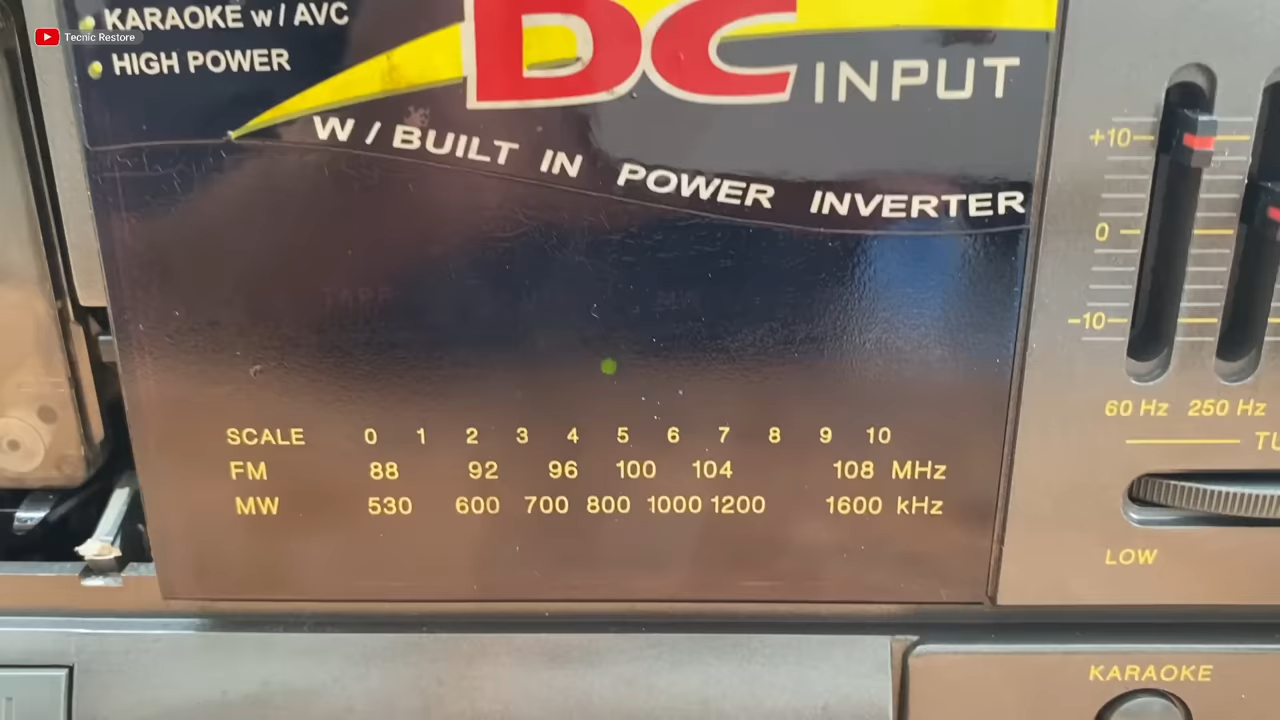 KARAOKE w/ AVC
Tecnic Restore
HIGH POWER
DC INPUT
W/BUILT IN POWER INVERTER
+10
0
-10
60 Hz 250 Hz
TAPE
SCALE 0 1 2 3 4 5 6 7 8 9 10
FM 88 92 96 100 104 108 MHz
MW 530 600 700 800 1000 1200 1600 kHz
LOW
KARAOKE